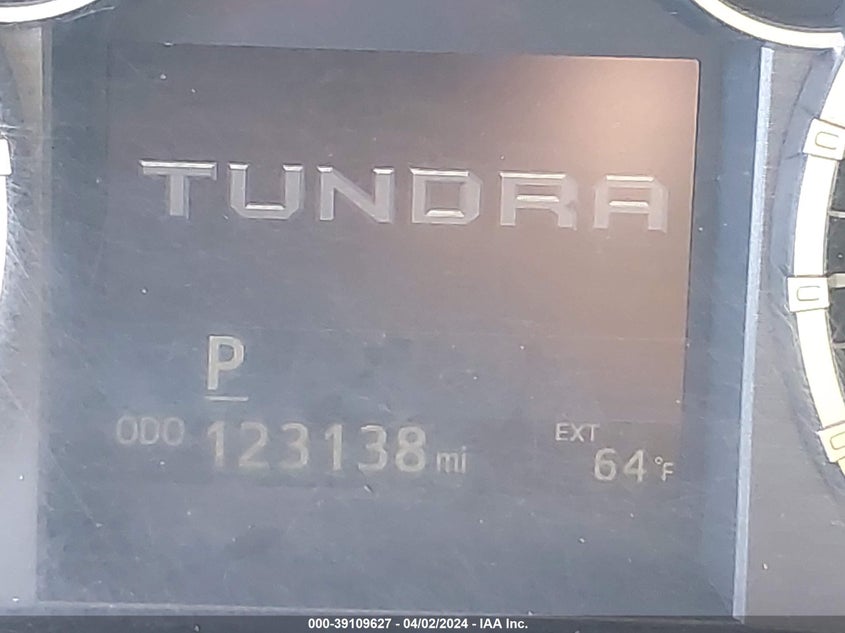 TUNDRA
P
ODO 123138 mi EXT 64°F
000-39109627 - 04/02/2024 - IAA Inc.